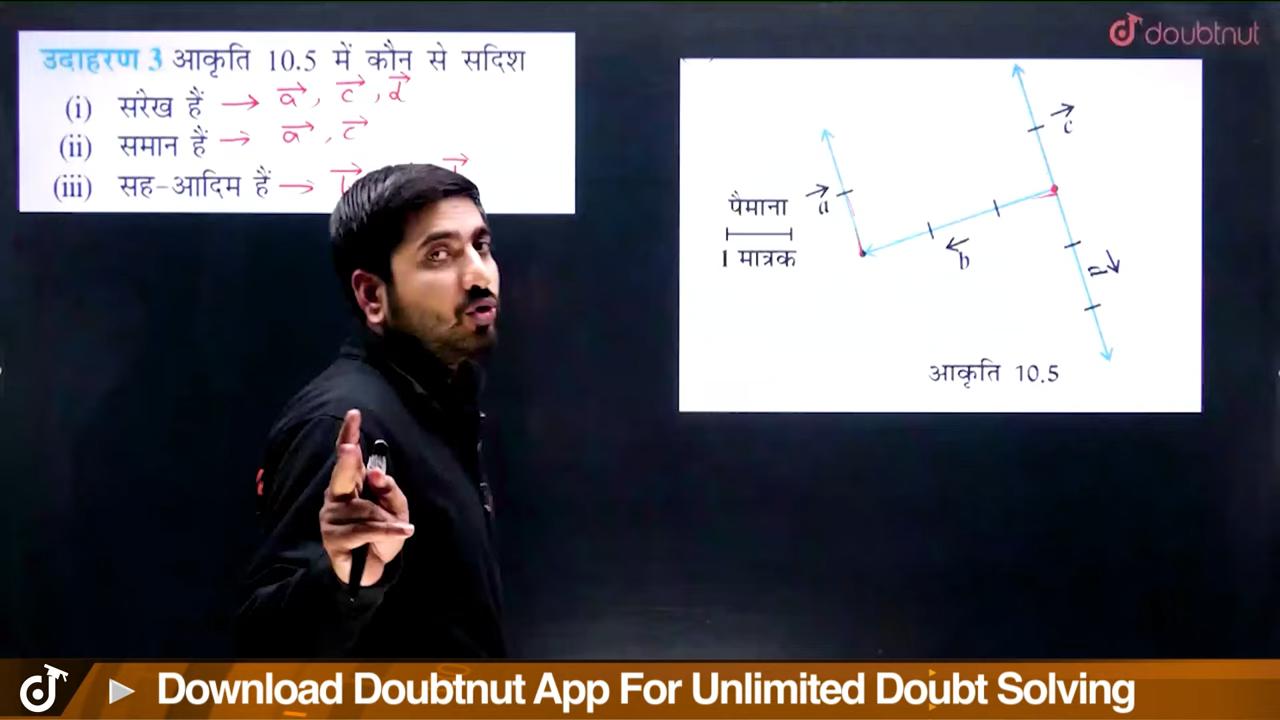 doubtnut
उदाहरण 3 आकृति 10.5 में कौन से सदिश
(i) सरेख हैं → a⃗, c⃗, d⃗
(ii) समान हैं → a⃗, c⃗
(iii) सह-आदिम हैं →
c⃗
a⃗
पैमाना
1 मात्रक
b⃗
आकृति 10.5
Download Doubtnut App For Unlimited Doubt Solving